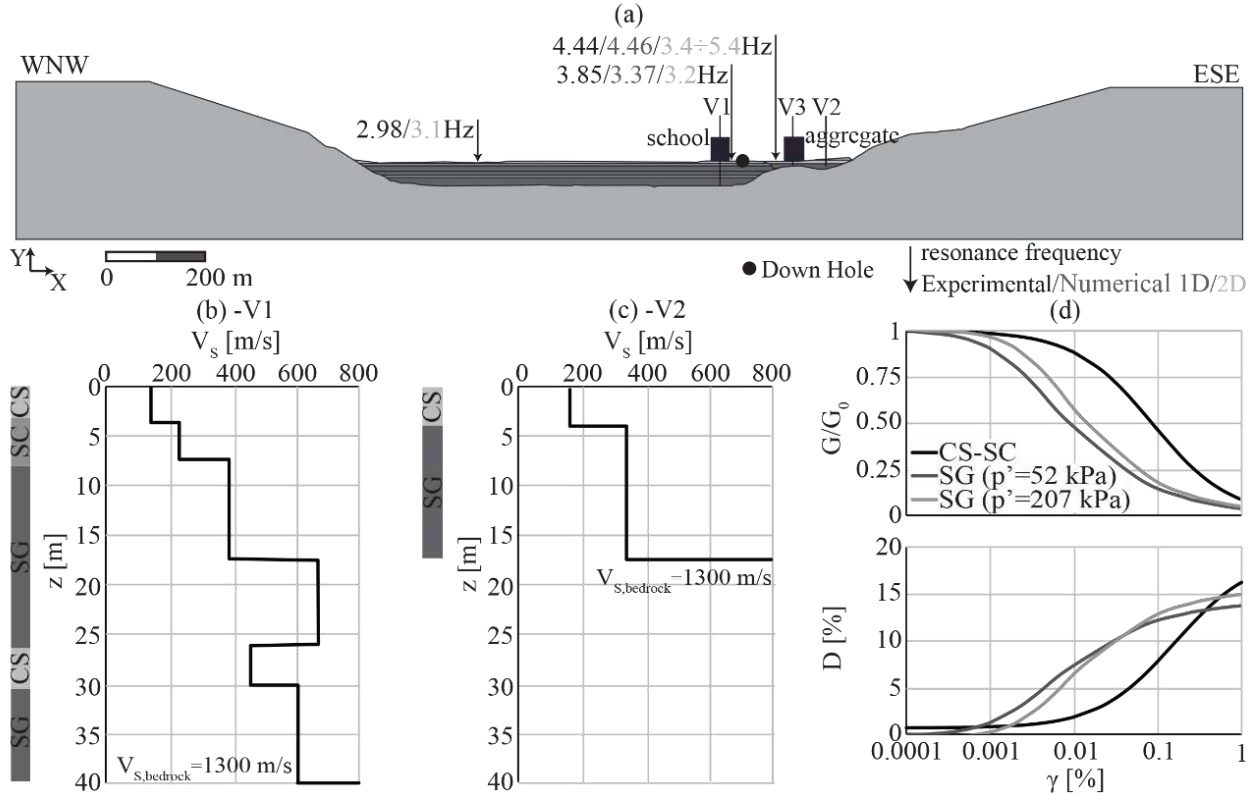 (a)
4.44/4.46/3.4÷5.4Hz
WNW
3.85/3.37/3.2Hz
ESE
V1 V3 V2
2.98/3.1Hz
school aggregate
Y
X
0 200 m
Down Hole
resonance frequency
Experimental/Numerical 1D/2D
(b) -V1
(c) -V2
(d)
VS [m/s]
0 200 400 600 800
CS
SC
SG
CS
SG
z [m]
0
5
10
15
20
25
30
35
40
VS,bedrock=1300 m/s
VS [m/s]
0 200 400 600 800
CS
SG
z [m]
0
5
10
15
20
25
30
35
40
VS,bedrock=1300 m/s
G/G0
1
0.75
0.50
0.25
0
CS-SC
SG (p'=52 kPa)
SG (p'=207 kPa)
D [%]
20
15
10
5
0
0.0001 0.001 0.01 0.1 1
γ [%]